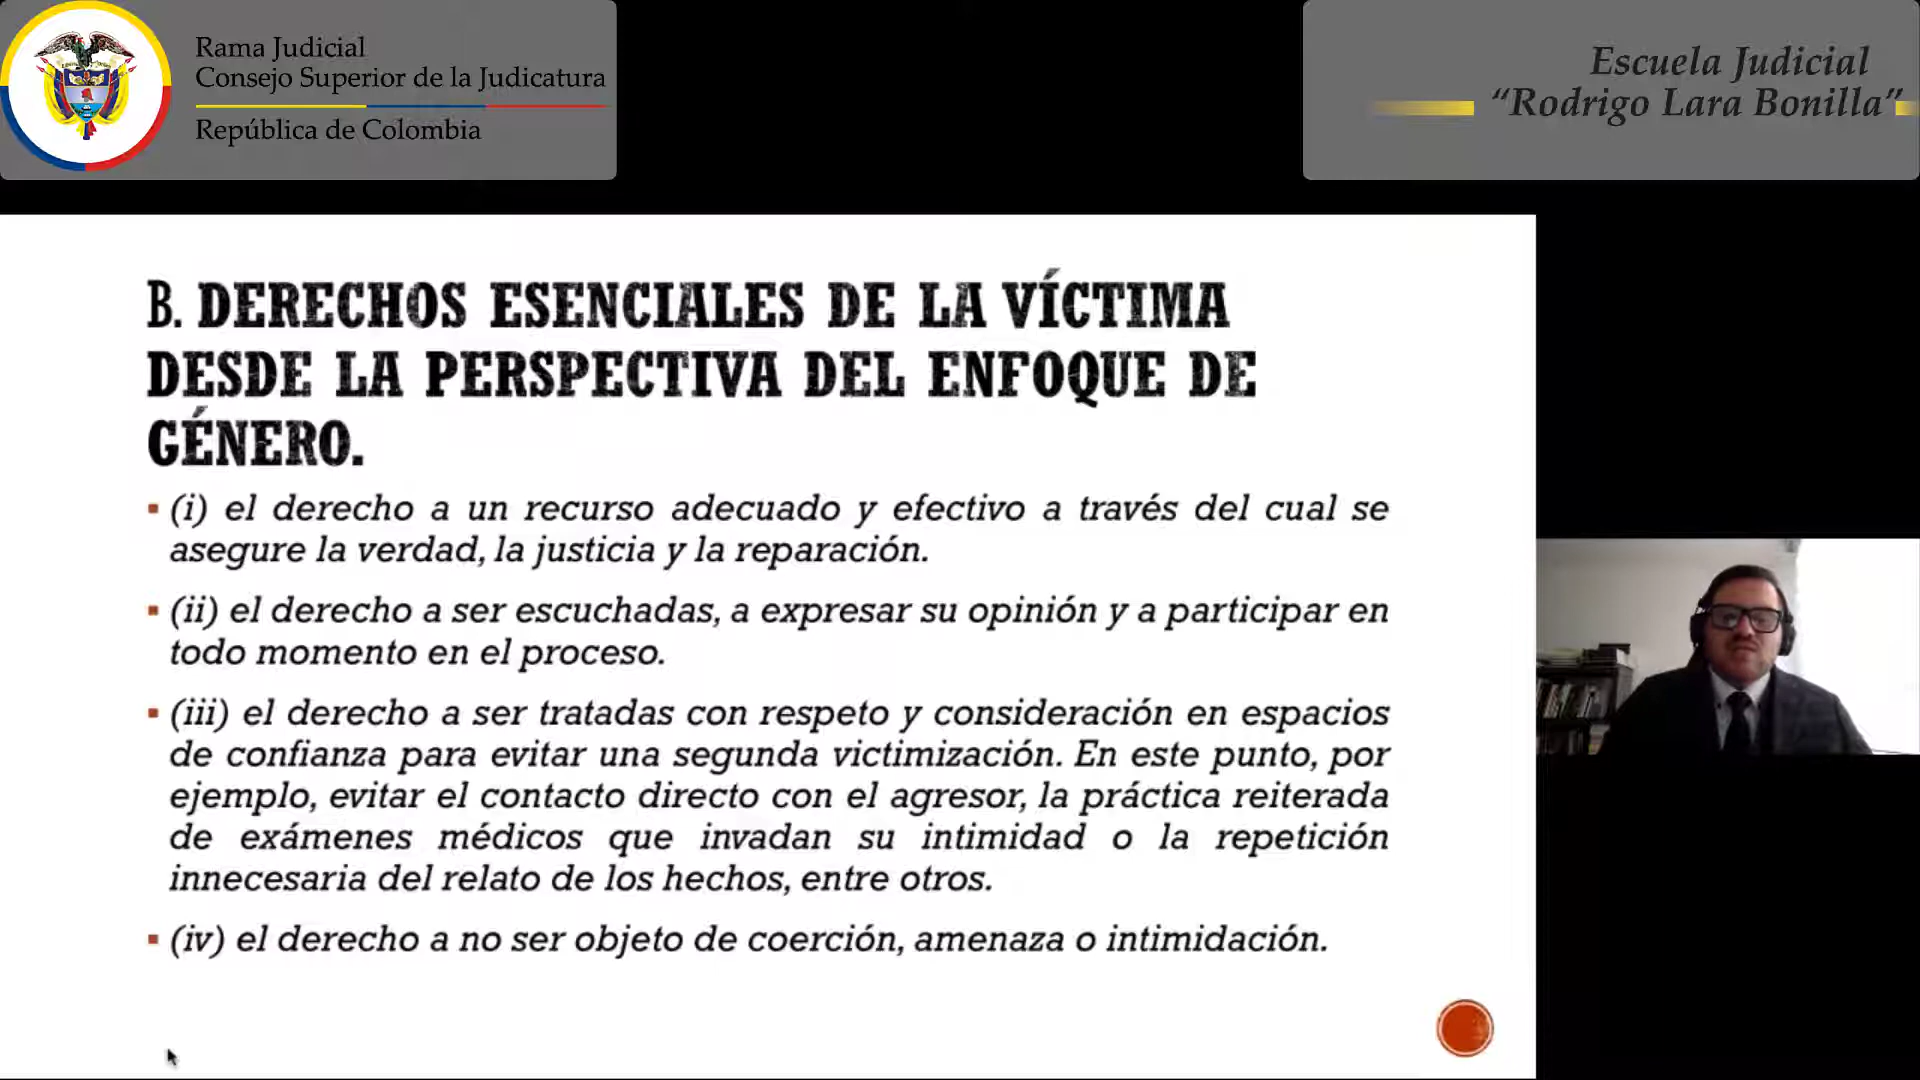 Rama Judicial
Consejo Superior de la Judicatura
República de Colombia
Escuela Judicial
“Rodrigo Lara Bonilla”
B. DERECHOS ESENCIALES DE LA VÍCTIMA
DESDE LA PERSPECTIVA DEL ENFOQUE DE
GÉNERO.
▪ (i) el derecho a un recurso adecuado y efectivo a través del cual se
asegure la verdad, la justicia y la reparación.
▪ (ii) el derecho a ser escuchadas, a expresar su opinión y a participar en
todo momento en el proceso.
▪ (iii) el derecho a ser tratadas con respeto y consideración en espacios
de confianza para evitar una segunda victimización. En este punto, por
ejemplo, evitar el contacto directo con el agresor, la práctica reiterada
de exámenes médicos que invadan su intimidad o la repetición
innecesaria del relato de los hechos, entre otros.
▪ (iv) el derecho a no ser objeto de coerción, amenaza o intimidación.